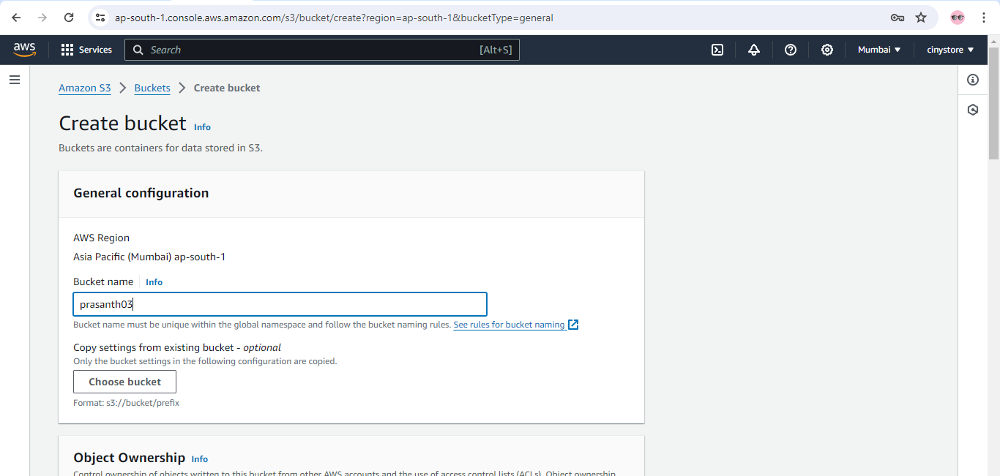 ap-south-1.console.aws.amazon.com/s3/bucket/create?region=ap-south-1&bucketType=general
aws Services Search [Alt+S] Mumbai ▼ cinystore ▼
Amazon S3 > Buckets > Create bucket
Create bucket Info
Buckets are containers for data stored in S3.
General configuration
AWS Region
Asia Pacific (Mumbai) ap-south-1
Bucket name Info
prasanth03
Bucket name must be unique within the global namespace and follow the bucket naming rules. See rules for bucket naming
Copy settings from existing bucket - optional
Only the bucket settings in the following configuration are copied.
Choose bucket
Format: s3://bucket/prefix
Object Ownership Info
Control ownership of objects written to this bucket from other AWS accounts and the use of access control lists (ACLs). Object ownership